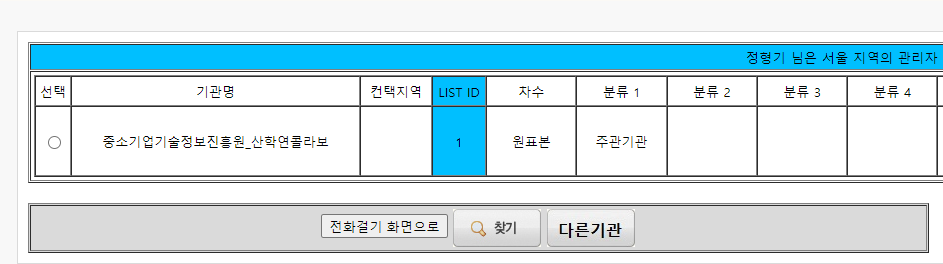 정형기 님은 서울 지역의 관리자
선택 기관명 컨택지역 LIST ID 차수 분류 1 분류 2 분류 3 분류 4
중소기업기술정보진흥원_산학연콜라보 1 원표본 주관기관
전화걸기 화면으로 찾기 다른기관